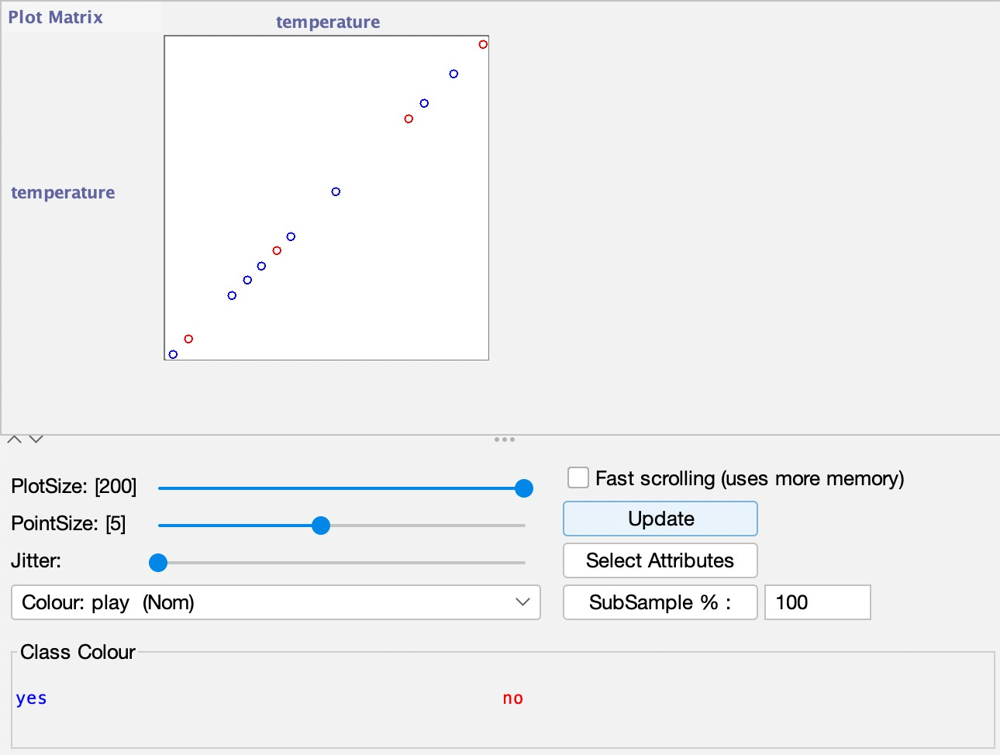 Plot Matrix
temperature
temperature
PlotSize: [200]
Fast scrolling (uses more memory)
Update
PointSize: [5]
Select Attributes
Jitter:
Colour: play  (Nom)
SubSample % :
100
Class Colour
yes
no